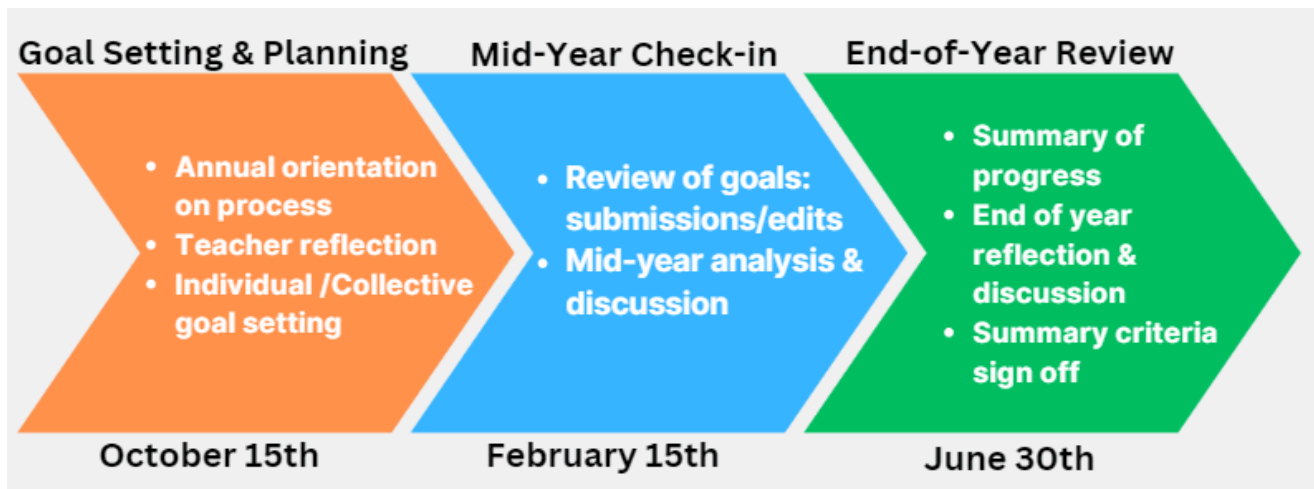 Goal Setting & Planning
Mid-Year Check-in
End-of-Year Review
• Annual orientation
on process
• Teacher reflection
• Individual /Collective
goal setting
• Review of goals:
submissions/edits
• Mid-year analysis &
discussion
• Summary of
progress
• End of year
reflection &
discussion
• Summary criteria
sign off
October 15th
February 15th
June 30th